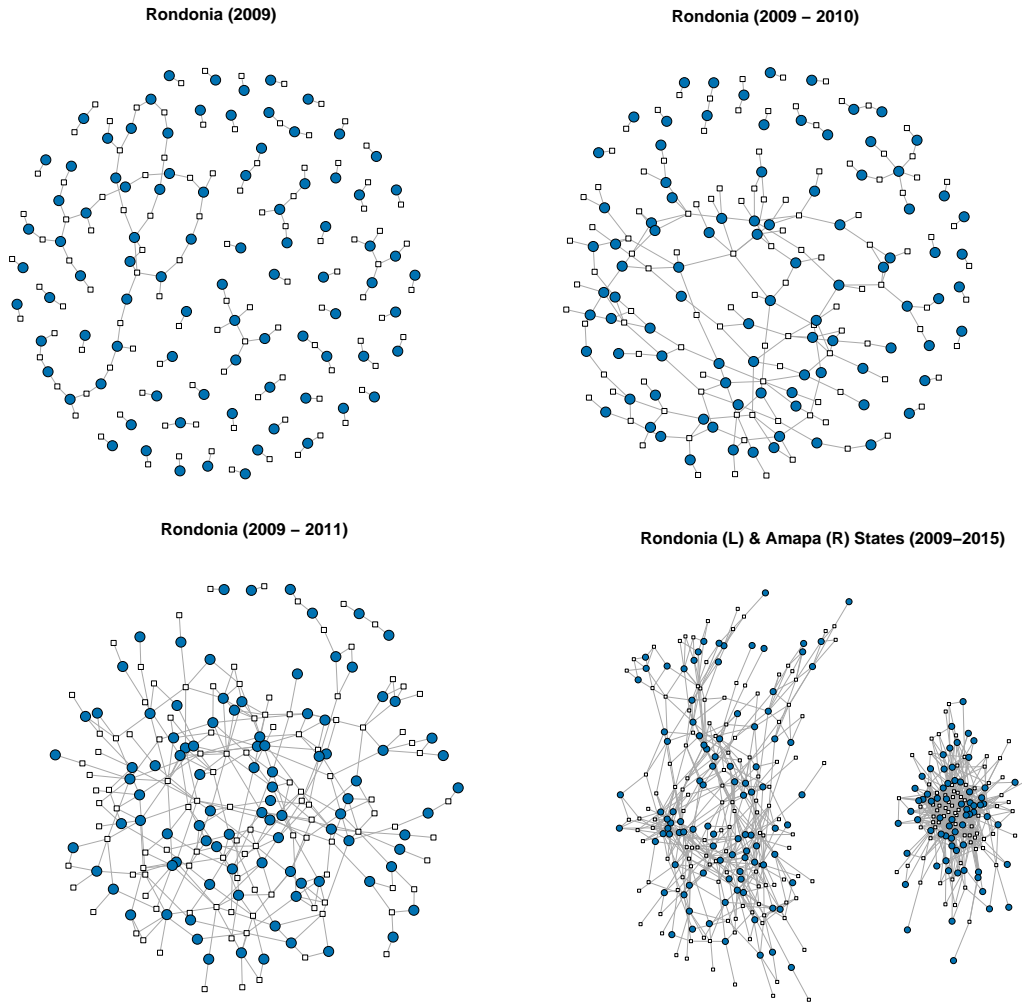 Rondonia (2009)
Rondonia (2009 – 2010)
Rondonia (2009 – 2011)
Rondonia (L) & Amapa (R) States (2009–2015)